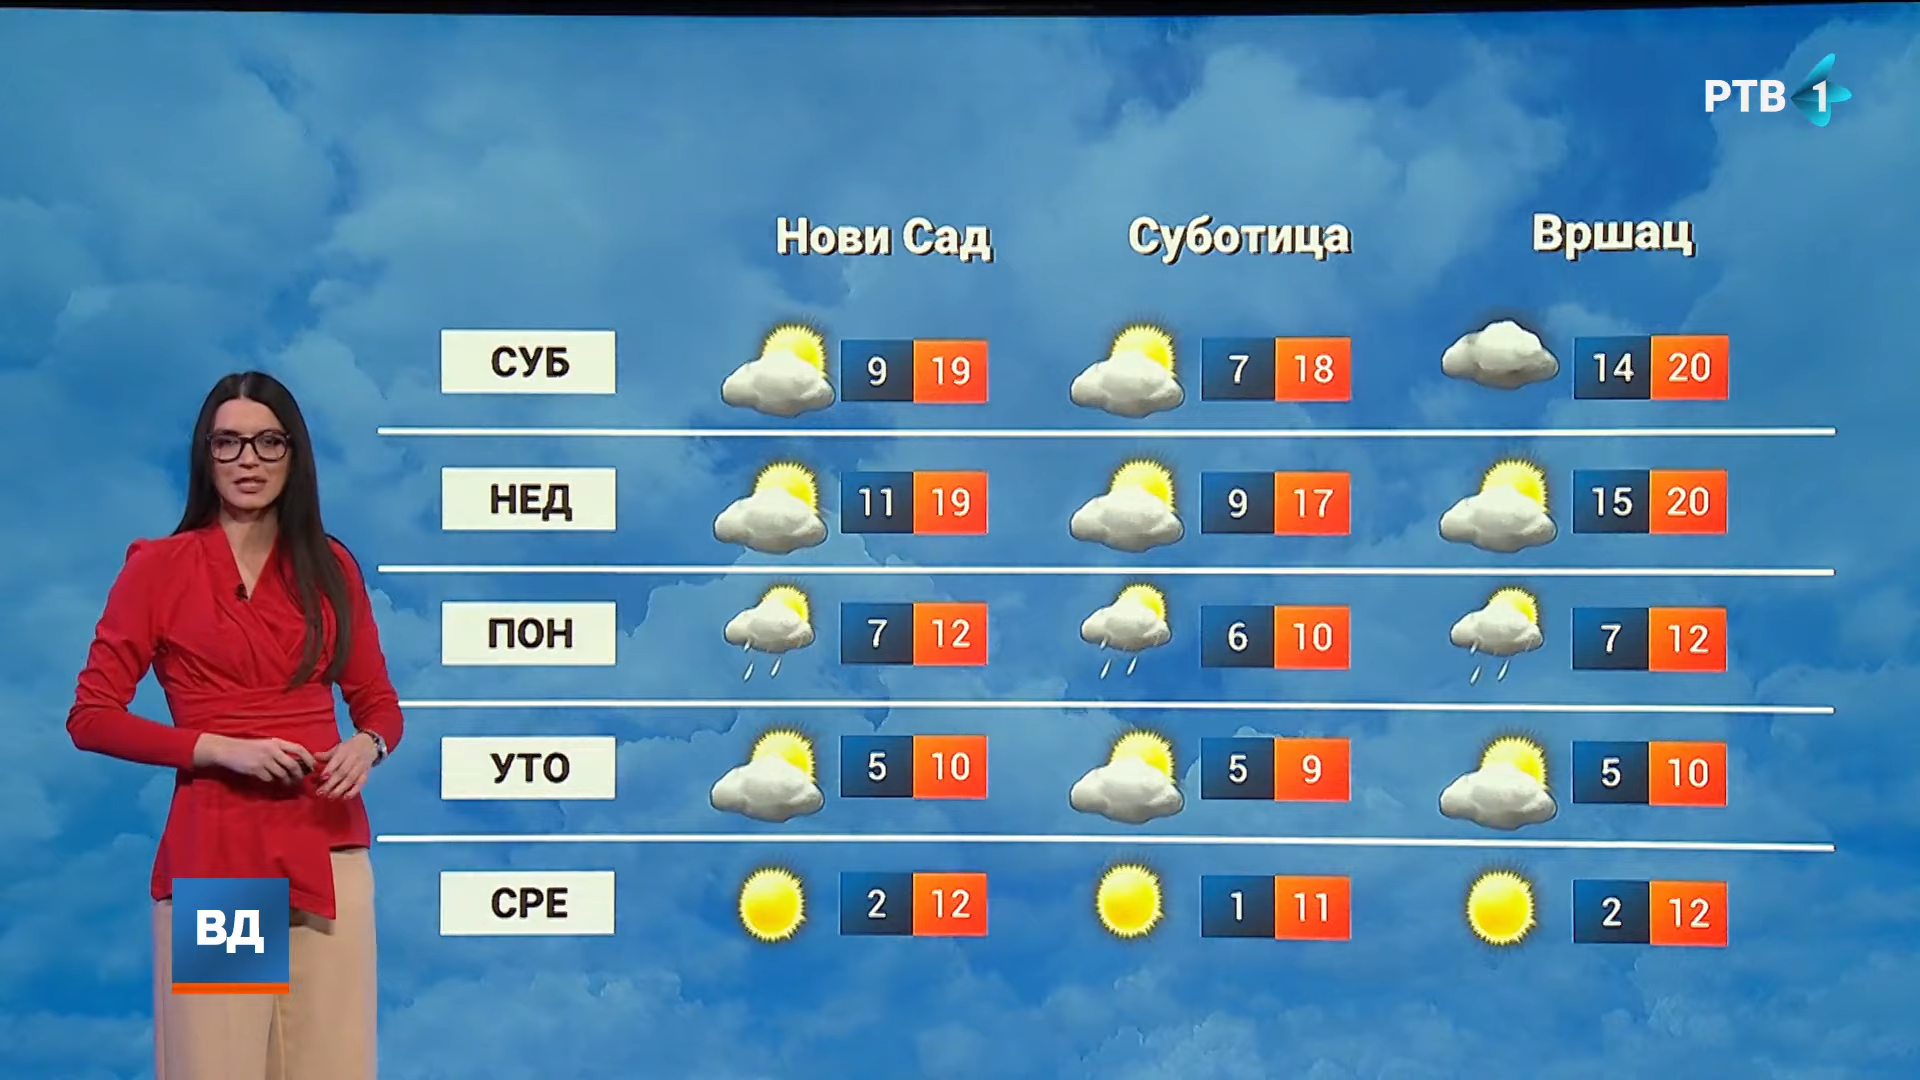 РТВ 1
Нови Сад Суботица Вршац
СУБ 9 19 7 18 14 20
НЕД 11 19 9 17 15 20
ПОН 7 12 6 10 7 12
УТО 5 10 5 9 5 10
СРЕ 2 12 1 11 2 12
ВД